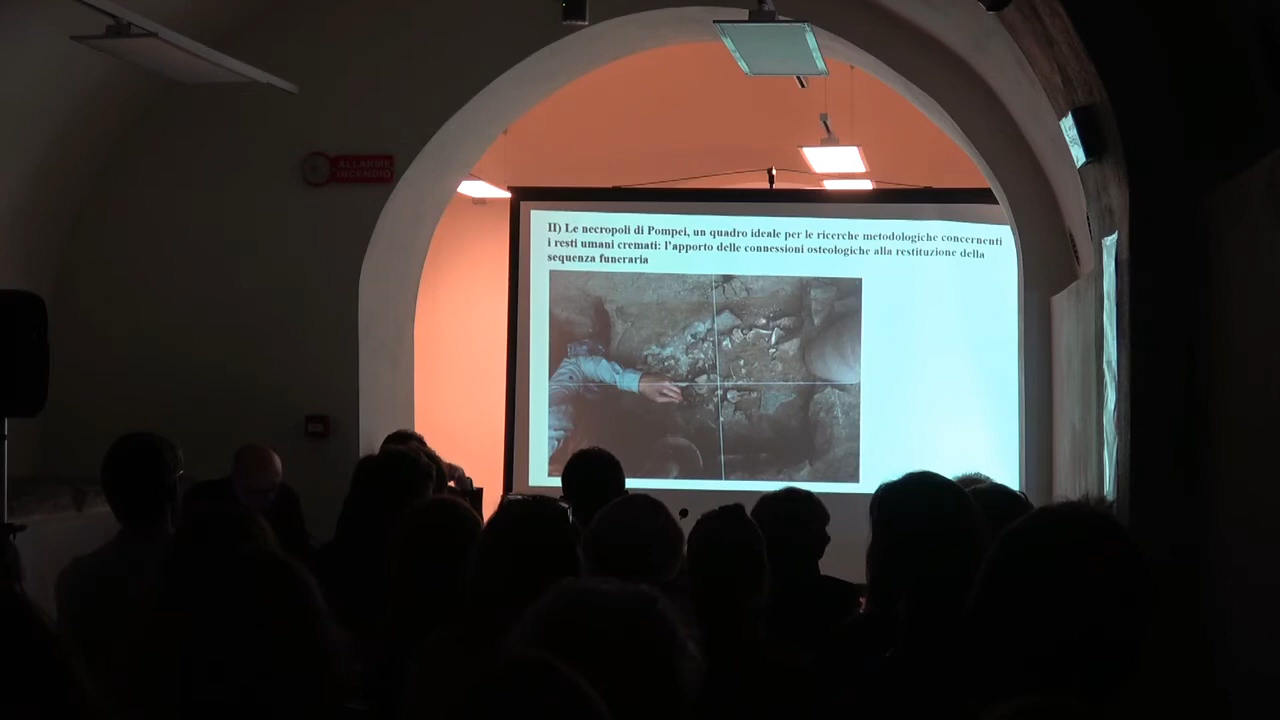 ALLARME
INCENDIO
II) Le necropoli di Pompei, un quadro ideale per le ricerche metodologiche concernenti
i resti umani cremati: l'apporto delle connessioni osteologiche alla restituzione della
sequenza funeraria